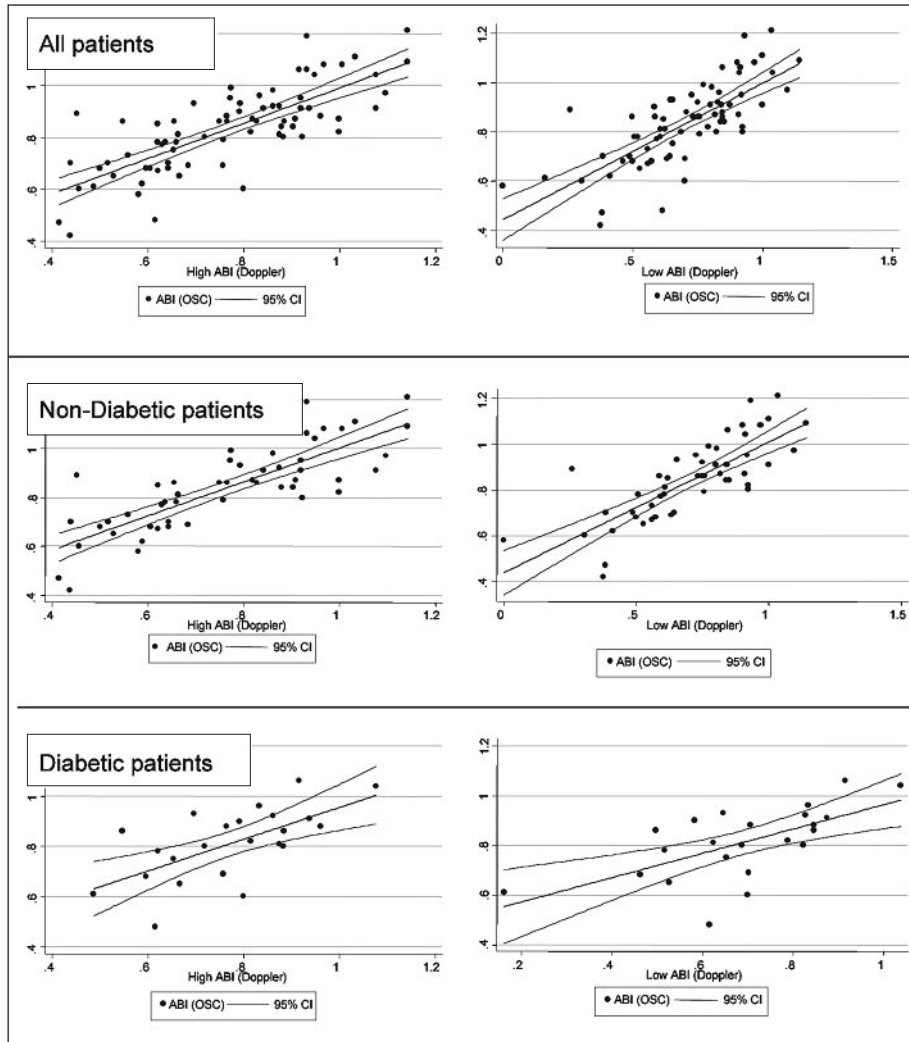 All patients
1.2
1
.8
.6
.4
.4 .6 .8 1 1.2
High ABI (Doppler)
ABI (OSC) 95% CI
1.2
1
.8
.6
.4
0 .5 1 1.5
Low ABI (Doppler)
ABI (OSC) 95% CI
Non-Diabetic patients
1
.8
.6
.4
.4 .6 .8 1 1.2
High ABI (Doppler)
ABI (OSC) 95% CI
1.2
1
.8
.6
.4
0 .5 1 1.5
Low ABI (Doppler)
ABI (OSC) 95% CI
Diabetic patients
1
.8
.6
.4
.4 .6 .8 1 1.2
High ABI (Doppler)
ABI (OSC) 95% CI
1.2
1
.8
.6
.4
.2 .4 .6 .8 1
Low ABI (Doppler)
ABI (OSC) 95% CI